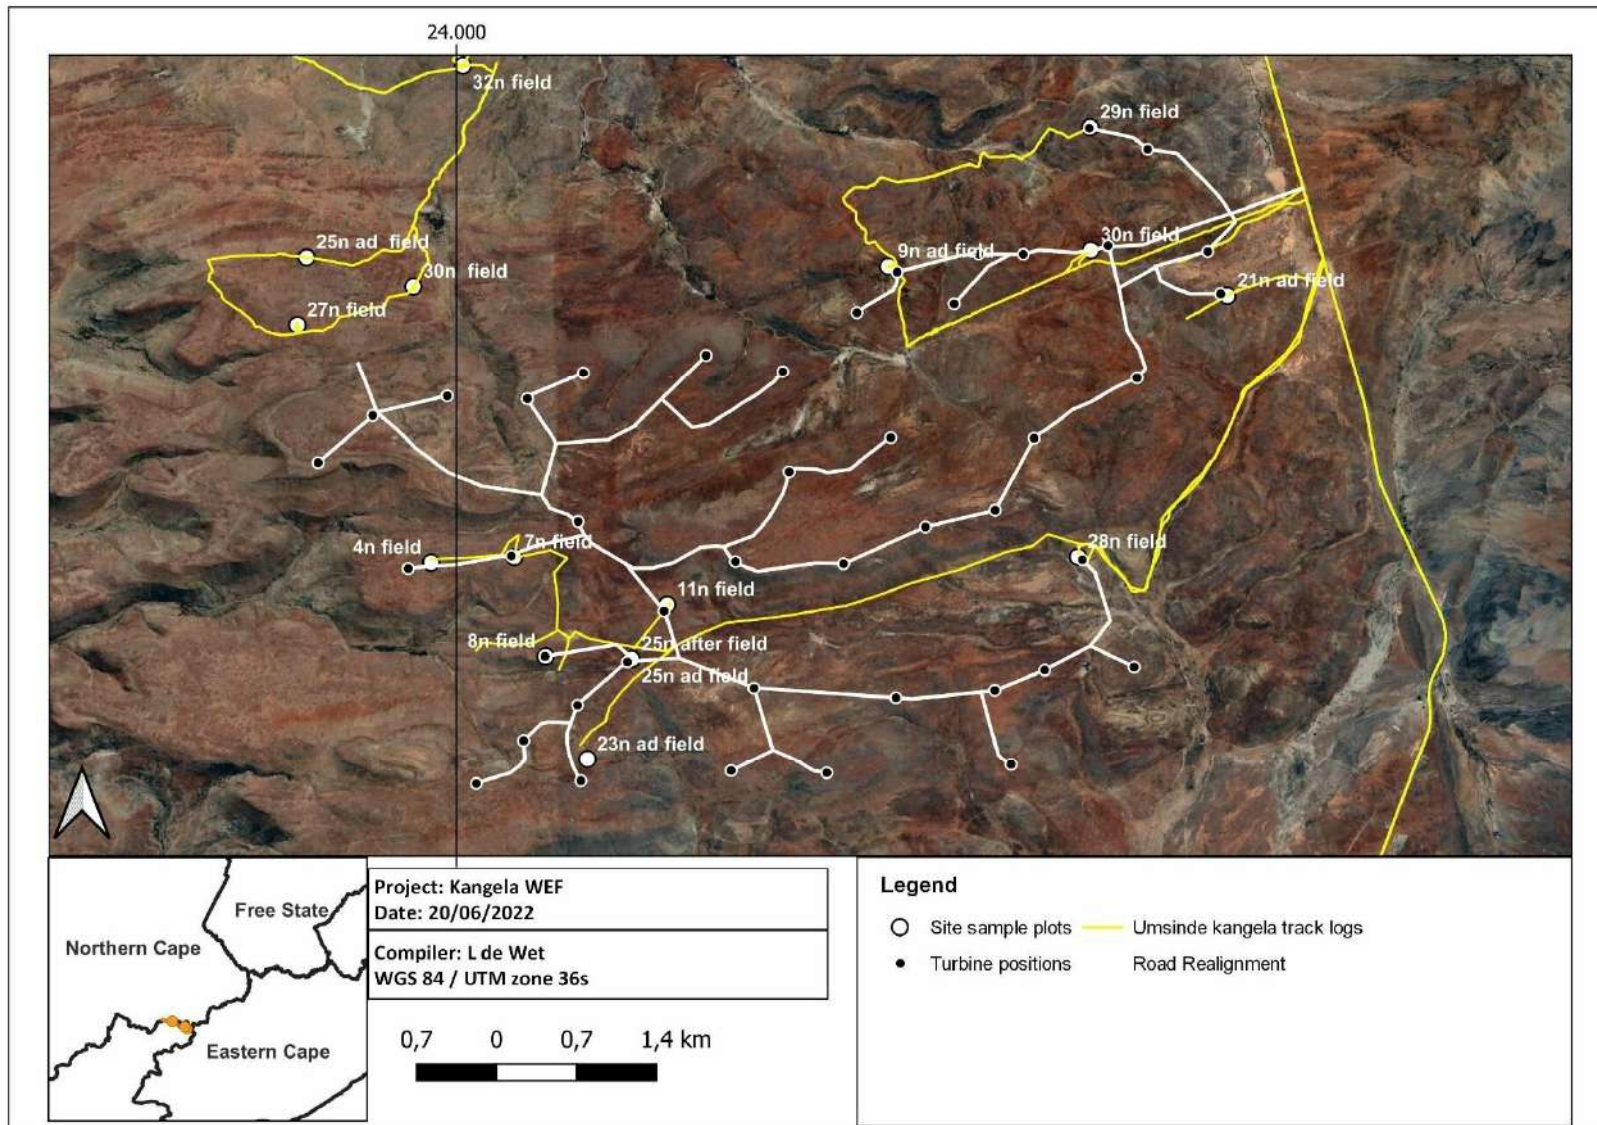 24.000
32n field
29n field
25n ad field
30n field
9n ad field
30n field
27n field
21n ad field
4n field
7n field
28n field
11n field
8n field
25n after field
25n ad field
23n ad field
Northern Cape
Free State
Eastern Cape
Project: Kangela WEF
Date: 20/06/2022
Compiler: L de Wet
WGS 84 / UTM zone 36s
0,7 0 0,7 1,4 km
Legend
Site sample plots
Umsinde kangela track logs
Turbine positions
Road Realignment